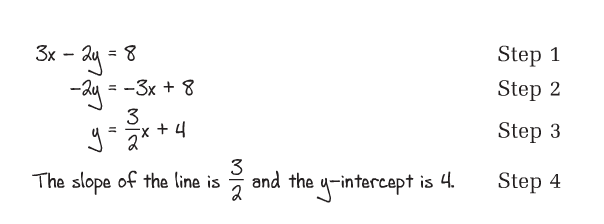 3x − 2y = 8 Step 1
−2y = −3x + 8 Step 2
y = 3/2x + 4 Step 3
The slope of the line is 3/2 and the y-intercept is 4. Step 4